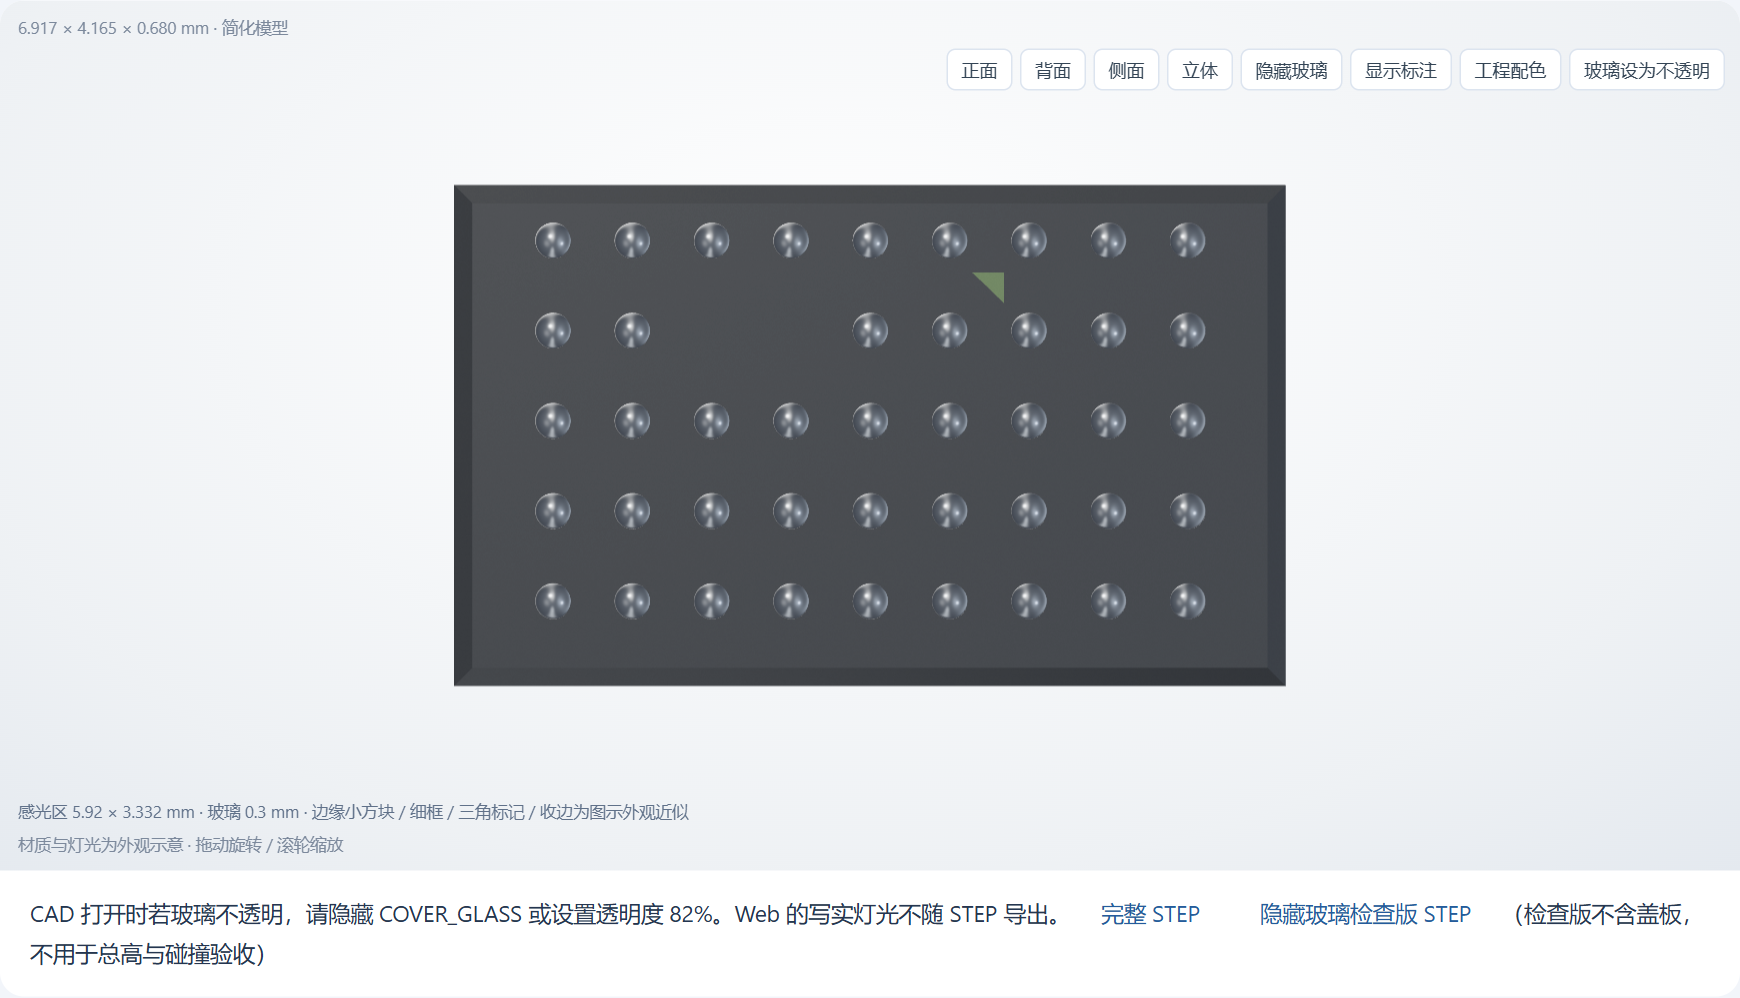 6.917 × 4.165 × 0.680 mm · 简化模型
正面 背面 侧面 立体 隐藏玻璃 显示标注 工程配色 玻璃设为不透明
感光区 5.92 × 3.332 mm · 玻璃 0.3 mm · 边缘小方块 / 细框 / 三角标记 / 收边为图示外观近似
材质与灯光为外观示意 · 拖动旋转 / 滚轮缩放
CAD 打开时若玻璃不透明，请隐藏 COVER_GLASS 或设置透明度 82%。Web 的写实灯光不随 STEP 导出。 完整 STEP 隐藏玻璃检查版 STEP （检查版不含盖板，
不用于总高与碰撞验收）